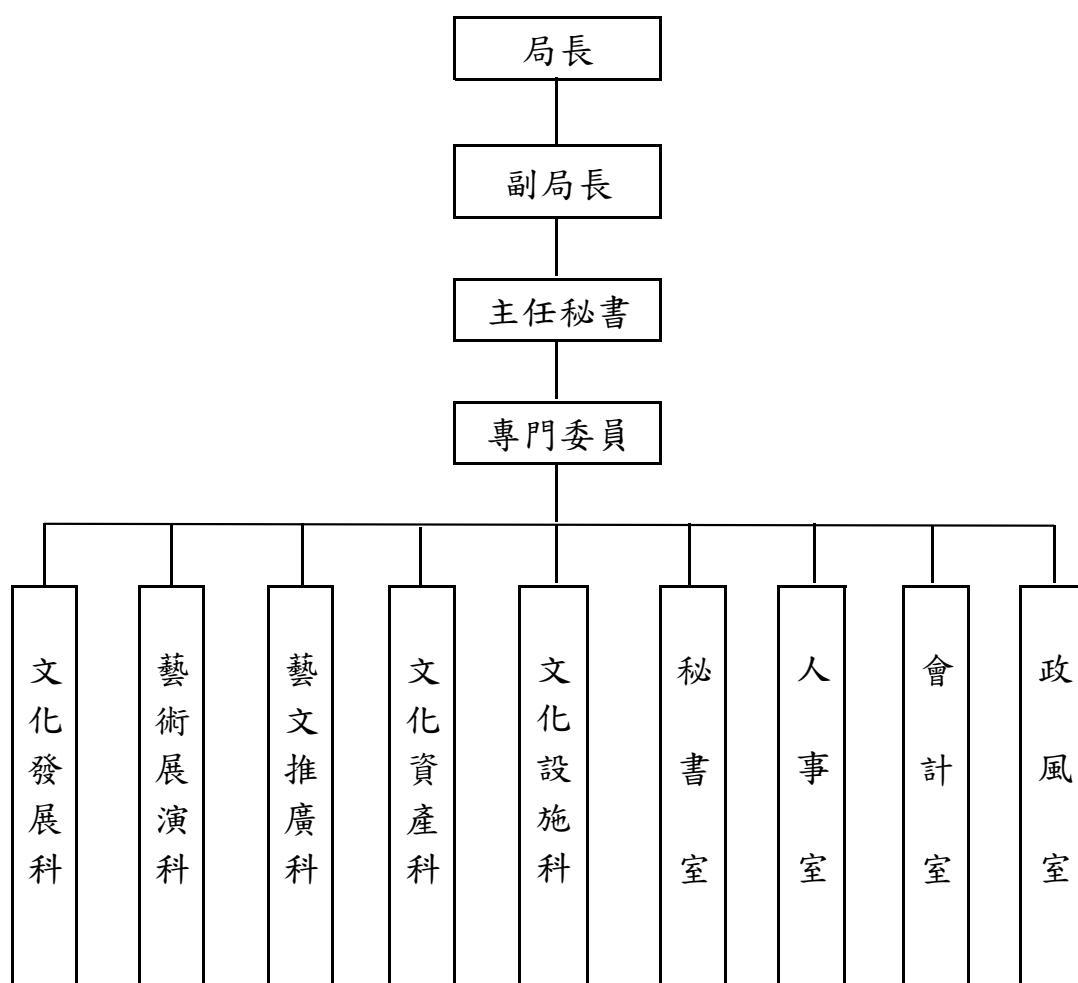 局長
副局長
主任秘書
專門委員
文化發展科
藝術展演科
藝文推廣科
文化資產科
文化設施科
秘書室
人事室
會計室
政風室